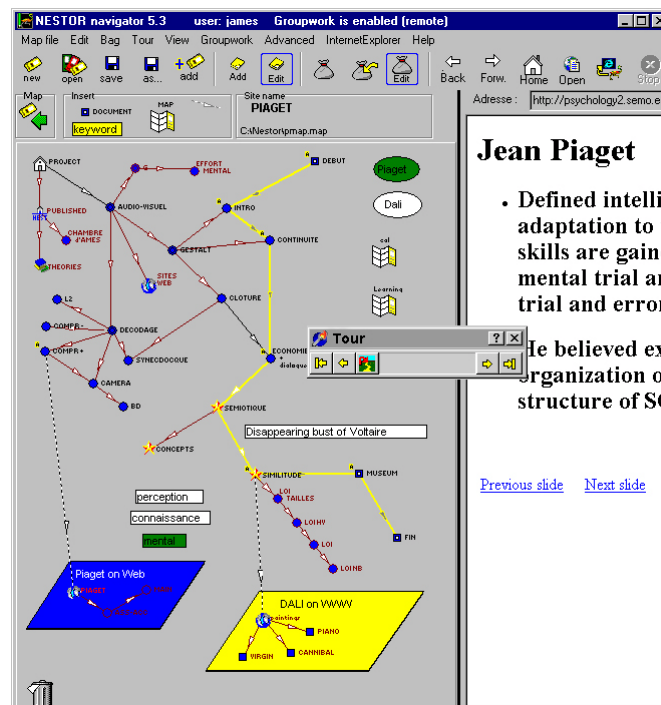 NESTOR navigator 5.3 user: james Groupwork is enabled (remote)
Map file Edit Bag Tour View Groupwork Advanced InternetExplorer Help
new open save as... add Add Edit Edit Back Forw. Home Open Stop
Map
Insert
DOCUMENT
MAP
keyword
Site name
PIAGET
C:\Nestor\pmap.map
Adresse : http://psychology2.semo.e
PROJECT
G
EFFORT
MENTAL
DEBUT
Piaget
PUBLISHED
AUDIO-VISUEL
INTRO
Dali
CHAMBRE
d'AMES
GESTALT
CONTINUITE
cal
THEORIES
SITES
WEB
Learning
L2
CLOTURE
COMPR-
DECODAGE
COMPR+
SYNECDOCQUE
ECONOMIE
dialogue
CAMERA
BD
SEMIOTIQUE
Disappearing bust of Voltaire
CONCEPTS
SIMILITUDE
MUSEUM
LOI
TAILLES
perception
connaissance
mental
LOIHV
LOI
FIN
LOINB
Piaget on Web
PIAGET
DALI on WWW
paintings
PIANO
VIRGIN
CANNIBAL
Tour
Jean Piaget
• Defined intelli
adaptation to
skills are gain
mental trial an
trial and error
He believed ex
organization o
structure of S
Previous slide Next slide